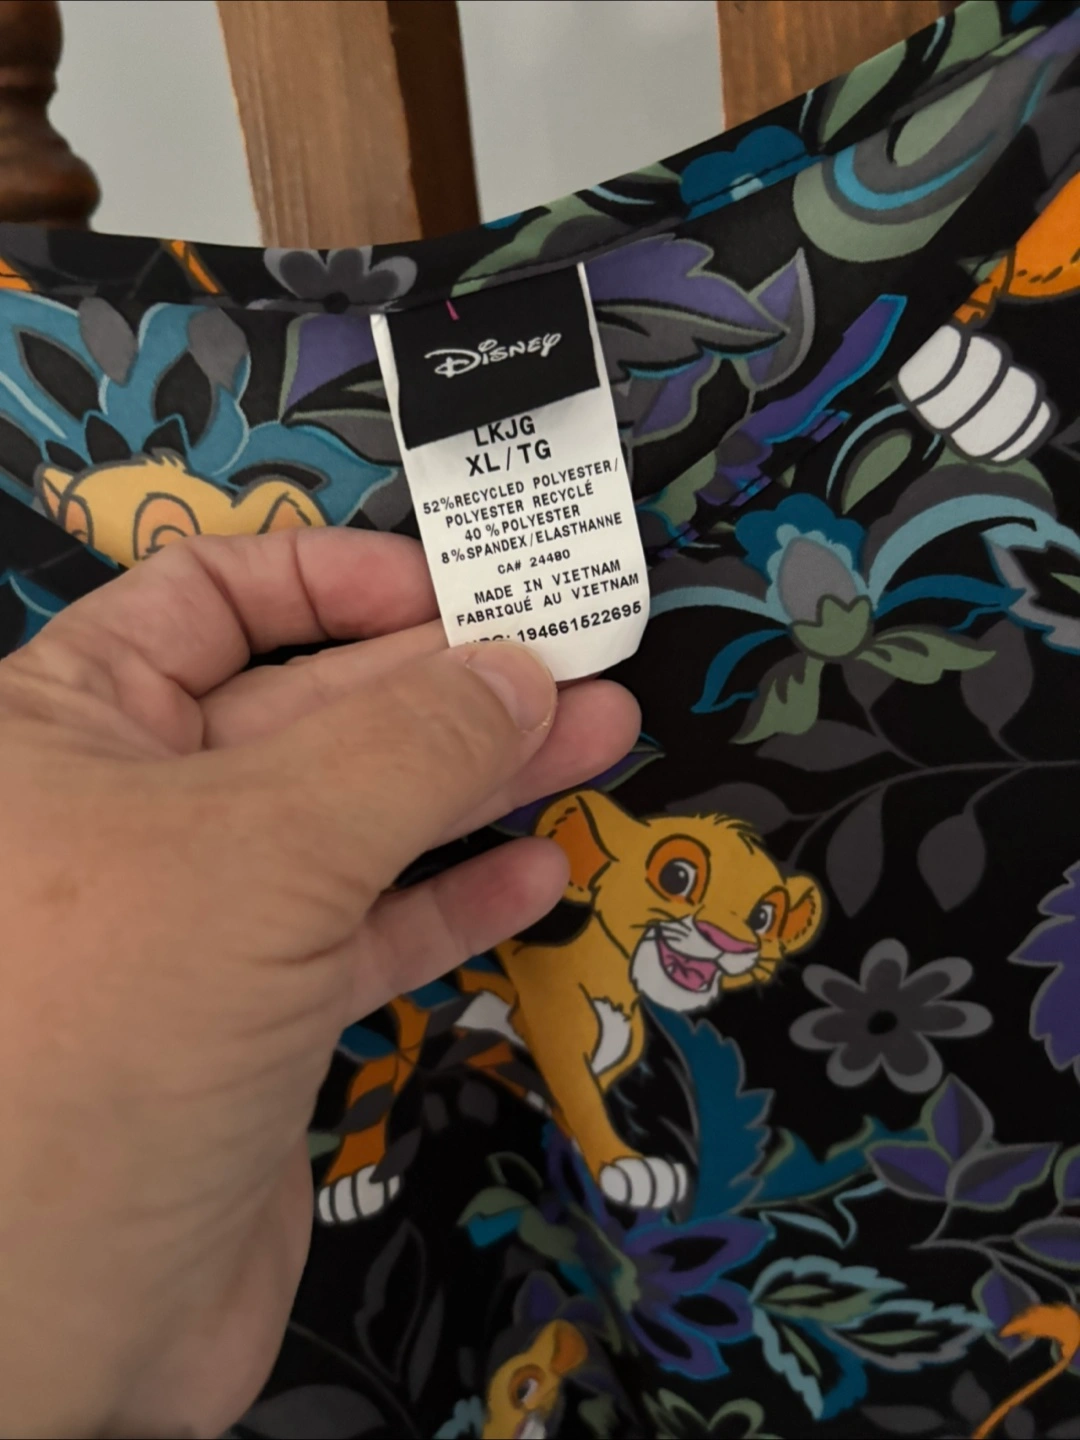 Disney
LKJG
XL/TG
52%RECYCLED POLYESTER/
POLYESTER RECYCLÉ
40%POLYESTER
8%SPANDEX/ELASTHANNE
CA# 24480
MADE IN VIETNAM
FABRIQUÉ AU VIETNAM
194661522695